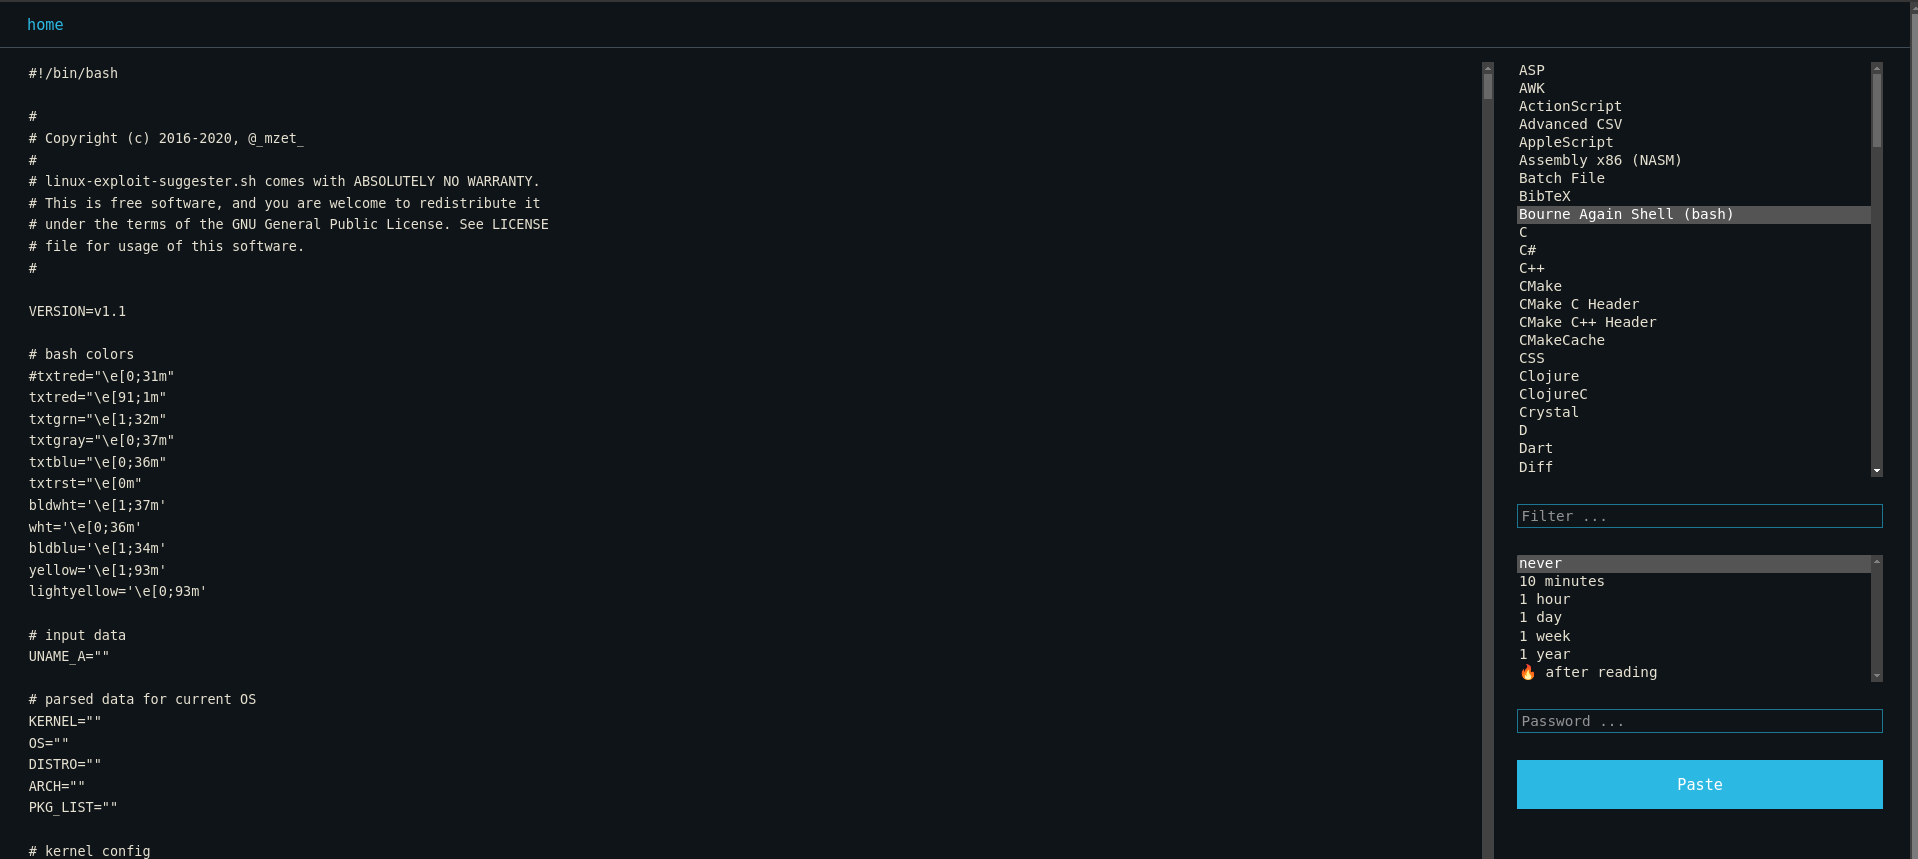 home
#!/bin/bash
#
# Copyright (c) 2016-2020, @_mzet_
#
# linux-exploit-suggester.sh comes with ABSOLUTELY NO WARRANTY.
# This is free software, and you are welcome to redistribute it
# under the terms of the GNU General Public License. See LICENSE
# file for usage of this software.
#
VERSION=v1.1
# bash colors
#txtred="\e[0;31m"
txtred="\e[91;1m"
txtgrn="\e[1;32m"
txtgray="\e[0;37m"
txtblu="\e[0;36m"
txtrst="\e[0m"
bldwht='\e[1;37m'
wht='\e[0;36m'
bldblu='\e[1;34m'
yellow='\e[1;93m'
lightyellow='\e[0;93m'
# input data
UNAME_A=""
# parsed data for current OS
KERNEL=""
OS=""
DISTRO=""
ARCH=""
PKG_LIST=""
# kernel config
ASP
AWK
ActionScript
Advanced CSV
AppleScript
Assembly x86 (NASM)
Batch File
BibTeX
Bourne Again Shell (bash)
C
C#
C++
CMake
CMake C Header
CMake C++ Header
CMakeCache
CSS
Clojure
ClojureC
Crystal
D
Dart
Diff
Filter ...
never
10 minutes
1 hour
1 day
1 week
1 year
🔥 after reading
Password ...
Paste